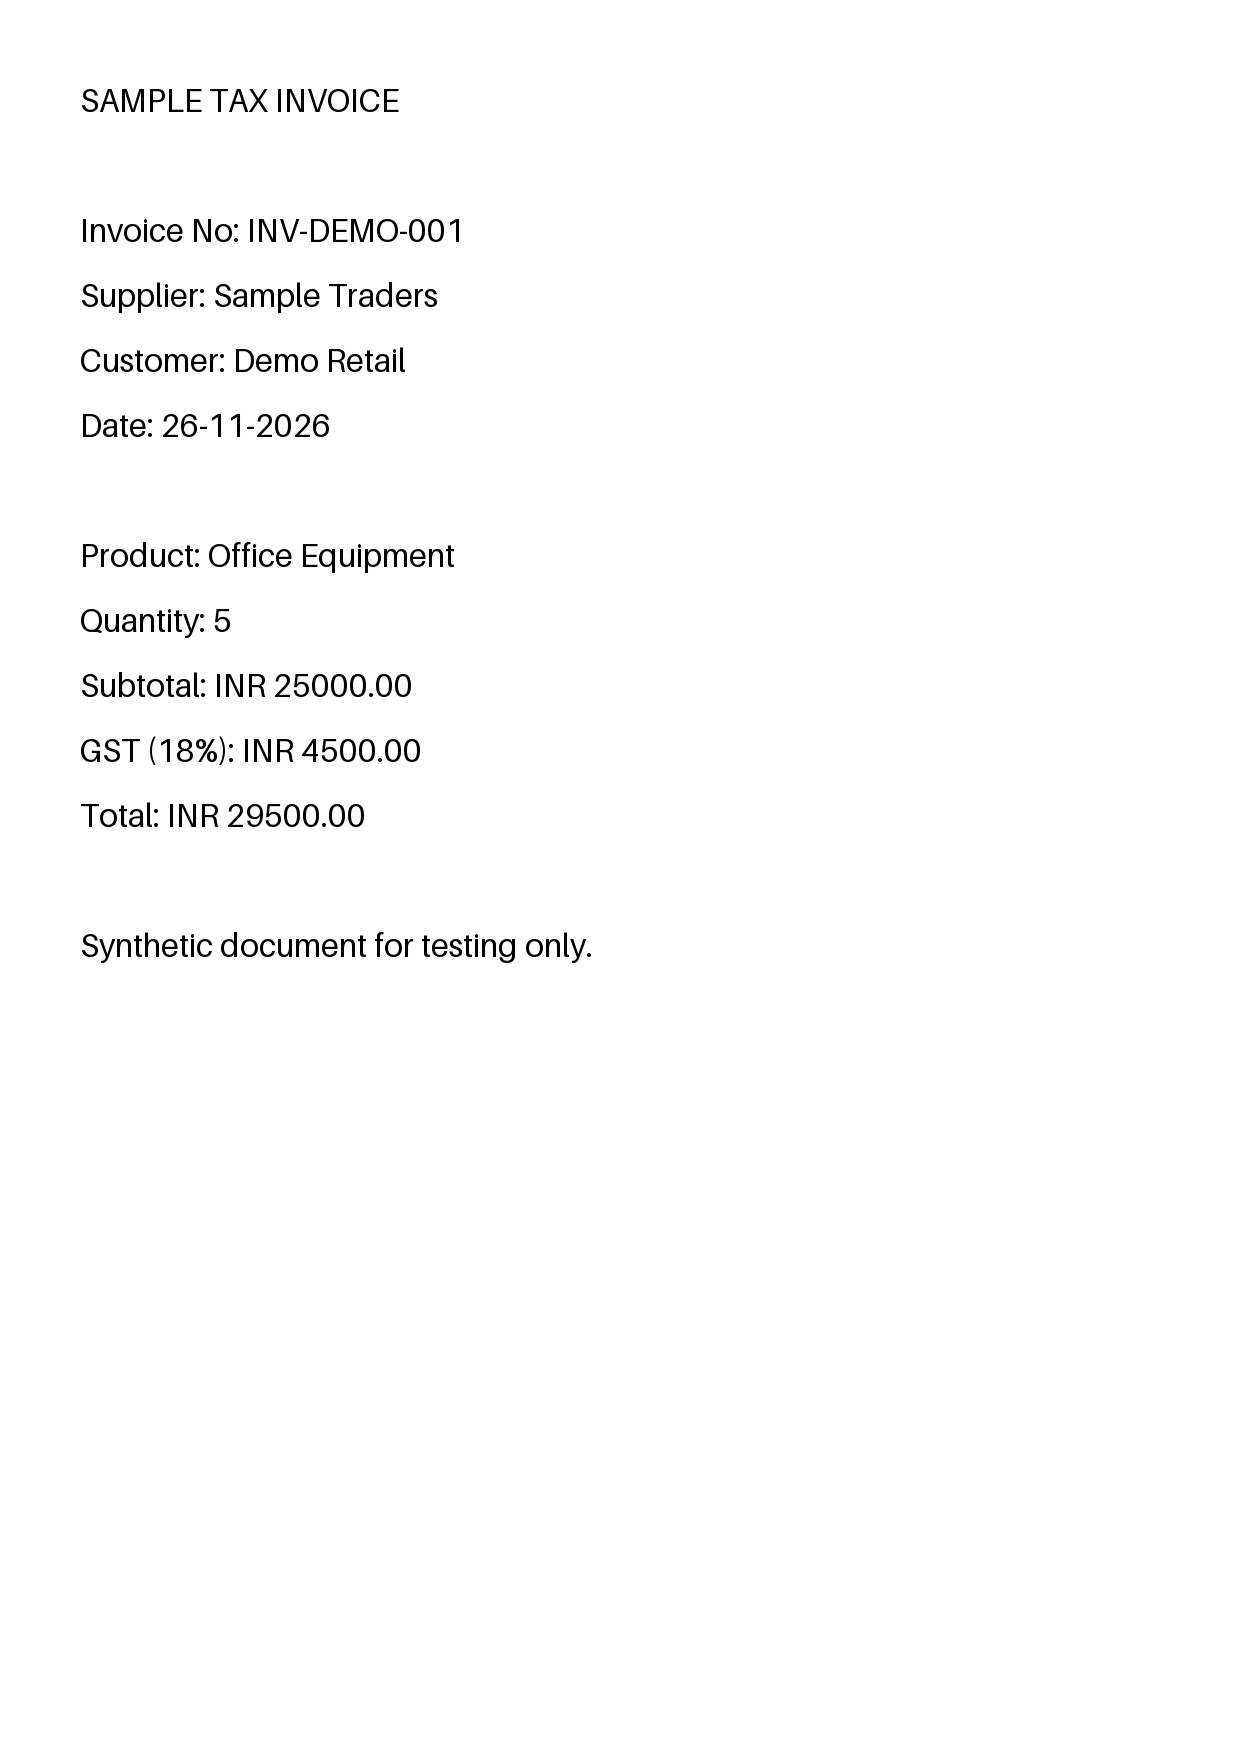 SAMPLE TAX INVOICE
Invoice No: INV-DEMO-001
Supplier: Sample Traders
Customer: Demo Retail
Date: 26-11-2026
Product: Office Equipment
Quantity: 5
Subtotal: INR 25000.00
GST (18%): INR 4500.00
Total: INR 29500.00
Synthetic document for testing only.